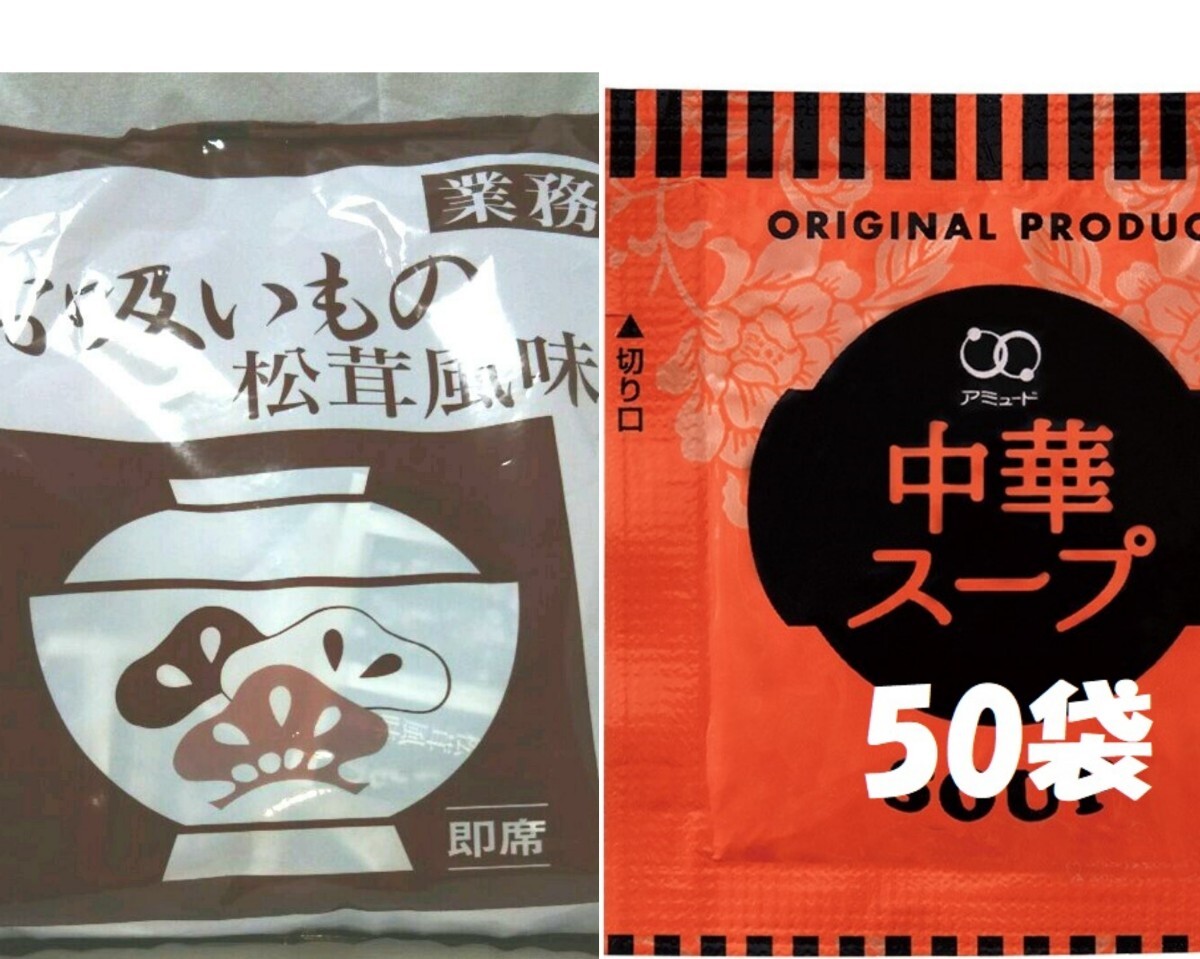 業務
お吸いもの
松茸風味
即席
ORIGINAL PRODUC
▲切り口
アミュード
中華
スープ
50袋